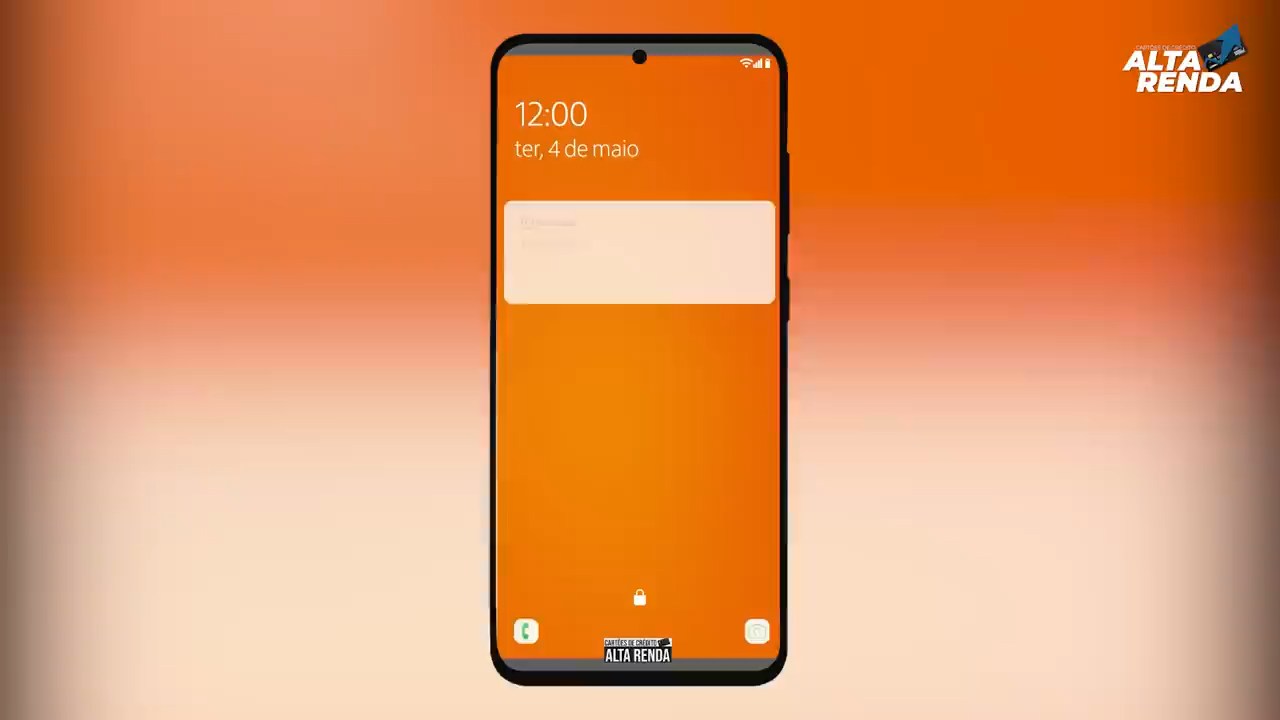 CARTÕES DE CRÉDITO
ALTA
RENDA
12:00
ter, 4 de maio
CARTÕES DE CRÉDITO
ALTA RENDA